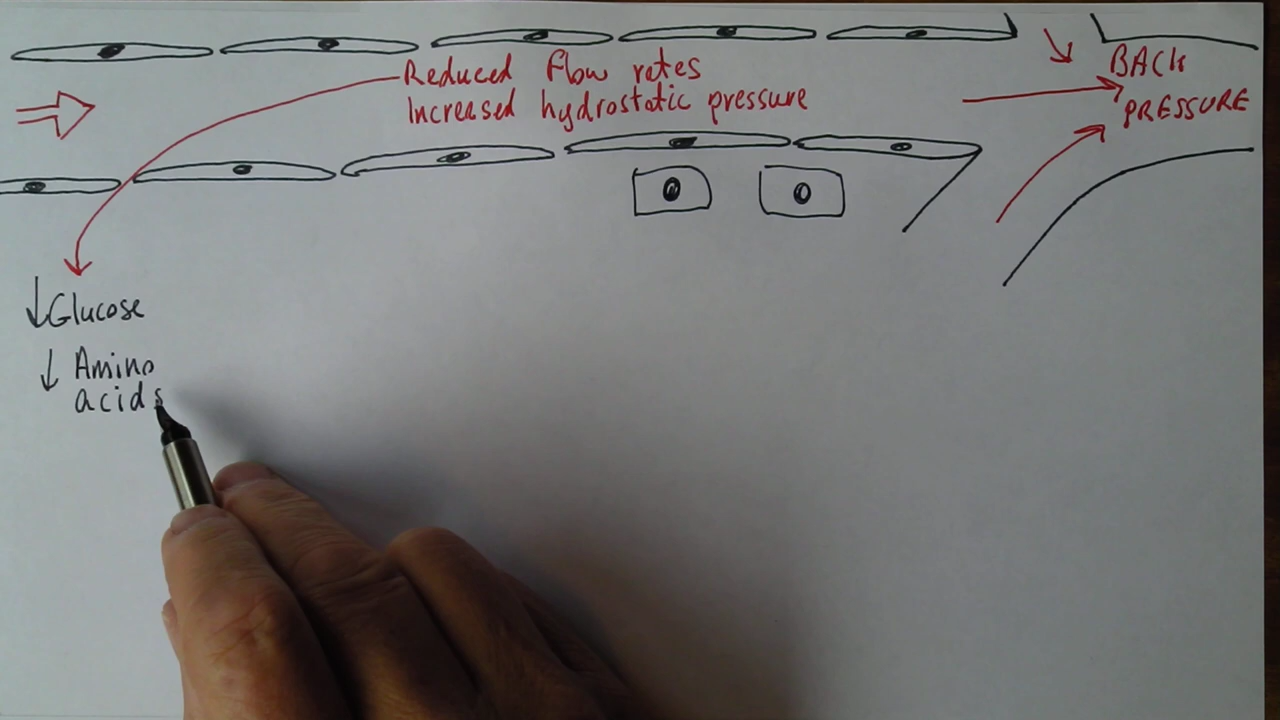 Reduced Flow rates
Increased hydrostatic pressure
BACK
PRESSURE
↓Glucose
↓ Amino
acids